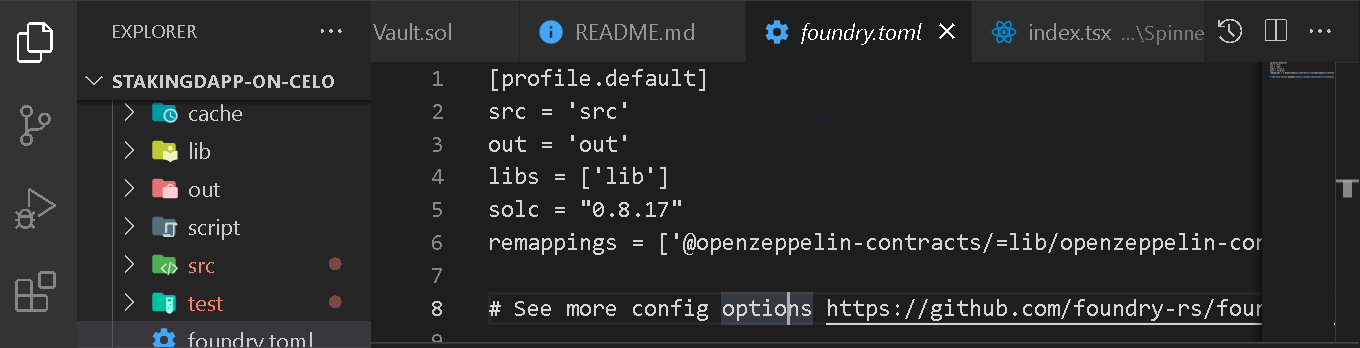 EXPLORER
STAKINGDAPP-ON-CELO
cache
lib
out
script
src
test
foundry.toml
Vault.sol
README.md
foundry.toml
index.tsx ...\Spinne
1 [profile.default]
2 src = 'src'
3 out = 'out'
4 libs = ['lib']
5 solc = "0.8.17"
6 remappings = ['@openzeppelin-contracts/=lib/openzeppelin-con
7
8 # See more config options https://github.com/foundry-rs/foun
9